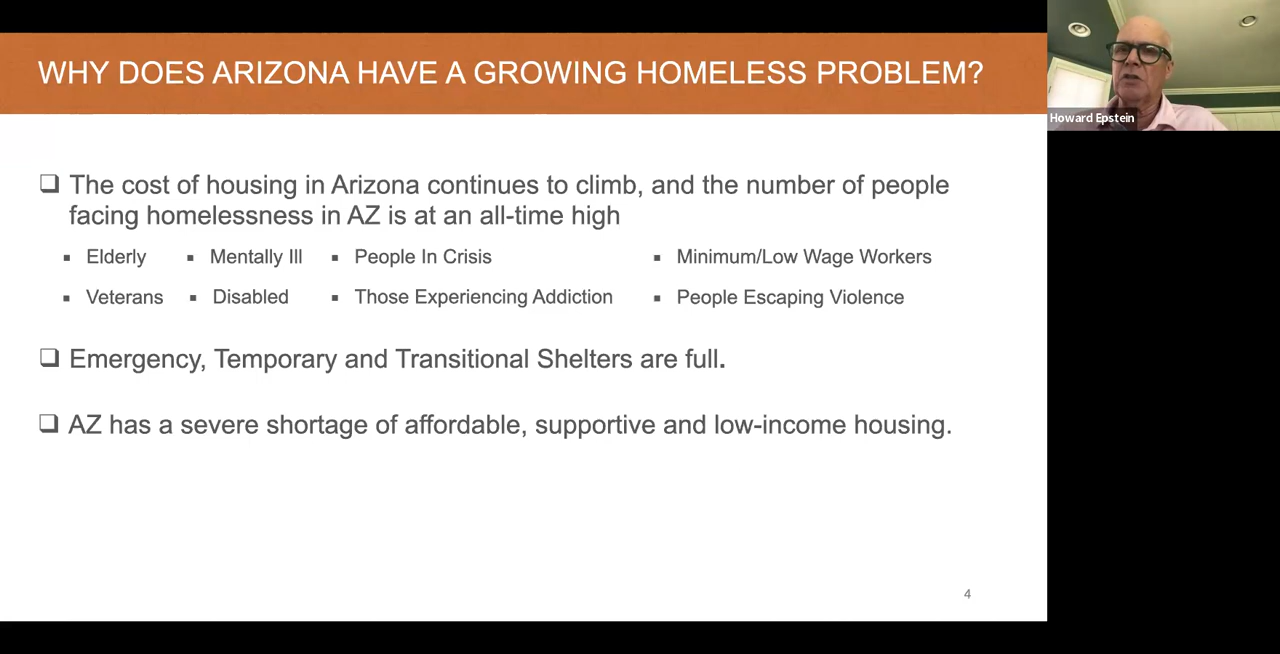 WHY DOES ARIZONA HAVE A GROWING HOMELESS PROBLEM?
Howard Epstein
❑ The cost of housing in Arizona continues to climb, and the number of people
facing homelessness in AZ is at an all-time high
▪ Elderly ▪ Mentally Ill ▪ People In Crisis ▪ Minimum/Low Wage Workers
▪ Veterans ▪ Disabled ▪ Those Experiencing Addiction ▪ People Escaping Violence
❑ Emergency, Temporary and Transitional Shelters are full.
❑ AZ has a severe shortage of affordable, supportive and low-income housing.
4